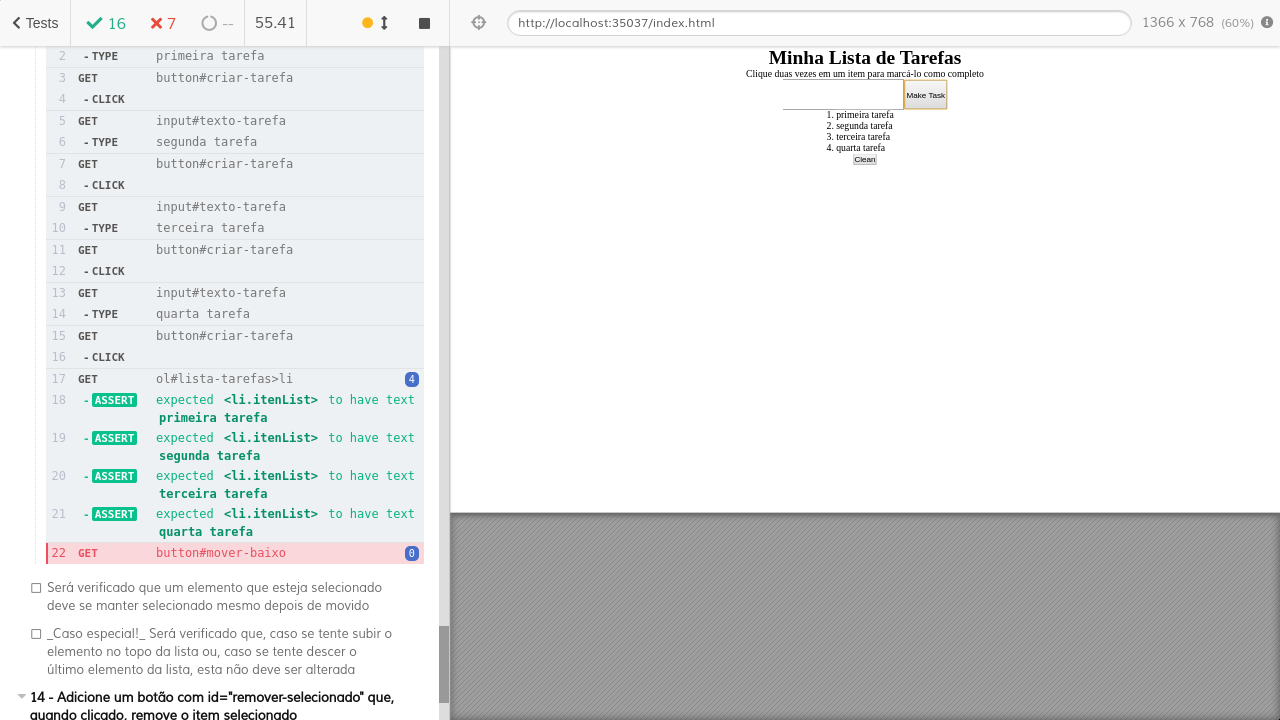 Tests
16
7
--
55.41
http://localhost:35037/index.html
1366 x 768 (60%)
2 - TYPE primeira tarefa
3 GET button#criar-tarefa
4 - CLICK
5 GET input#texto-tarefa
6 - TYPE segunda tarefa
7 GET button#criar-tarefa
8 - CLICK
9 GET input#texto-tarefa
10 - TYPE terceira tarefa
11 GET button#criar-tarefa
12 - CLICK
13 GET input#texto-tarefa
14 - TYPE quarta tarefa
15 GET button#criar-tarefa
16 - CLICK
17 GET ol#lista-tarefas>li 4
18 - ASSERT expected <li.itenList> to have text
primeira tarefa
19 - ASSERT expected <li.itenList> to have text
segunda tarefa
20 - ASSERT expected <li.itenList> to have text
terceira tarefa
21 - ASSERT expected <li.itenList> to have text
quarta tarefa
22 GET button#mover-baixo 0
Será verificado que um elemento que esteja selecionado
deve se manter selecionado mesmo depois de movido
_Caso especial!_ Será verificado que, caso se tente subir o
elemento no topo da lista ou, caso se tente descer o
último elemento da lista, esta não deve ser alterada
14 - Adicione um botão com id="remover-selecionado" que,
quando clicado, remove o item selecionado
Minha Lista de Tarefas
Clique duas vezes em um item para marcá-lo como completo
Make Task
1. primeira tarefa
2. segunda tarefa
3. terceira tarefa
4. quarta tarefa
Clean